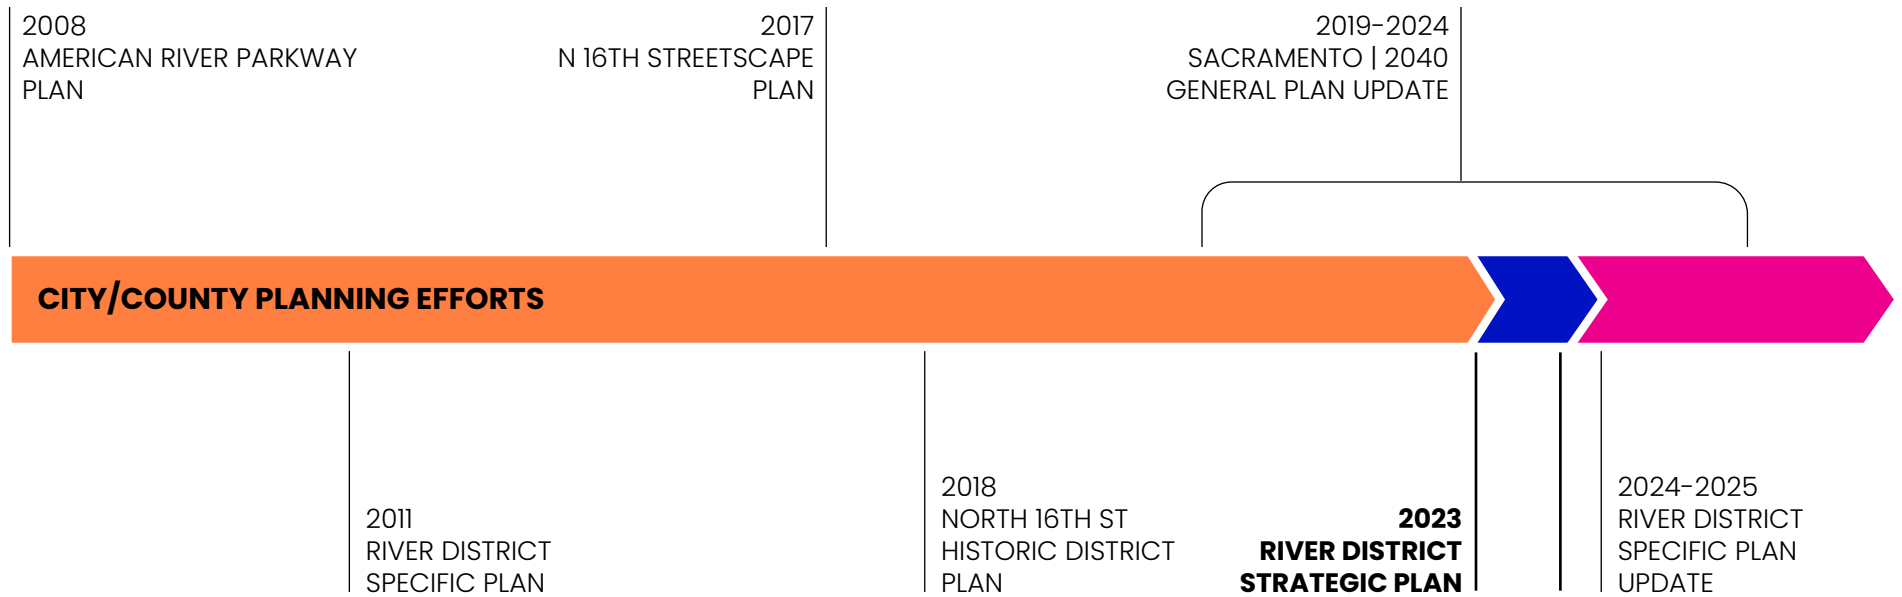 2008
AMERICAN RIVER PARKWAY
PLAN
2017
N 16TH STREETSCAPE
PLAN
2019-2024
SACRAMENTO | 2040
GENERAL PLAN UPDATE
CITY/COUNTY PLANNING EFFORTS
2011
RIVER DISTRICT
SPECIFIC PLAN
2018
NORTH 16TH ST
HISTORIC DISTRICT
PLAN
2023
RIVER DISTRICT
STRATEGIC PLAN
2024-2025
RIVER DISTRICT
SPECIFIC PLAN
UPDATE